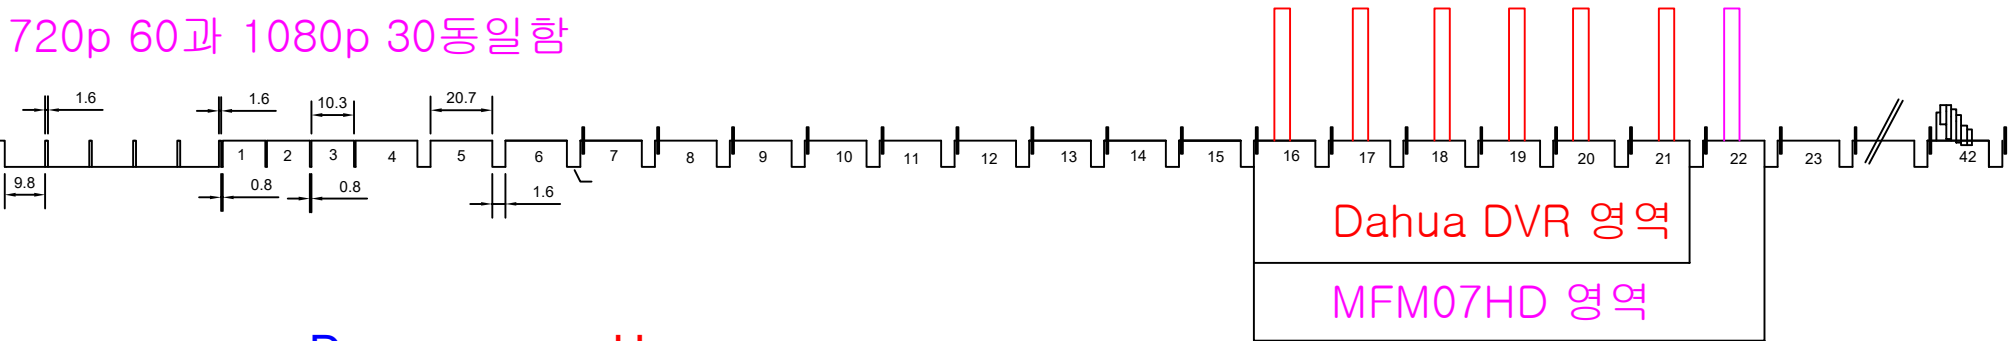 720p 60과 1080p 30동일함
1.6 1.6 10.3 20.7
1 2 3 4 5 6 7 8 9 10 11 12 13 14 15 16 17 18 19 20 21 22 23 42
9.8 0.8 0.8 1.6
Dahua DVR 영역
MFM07HD 영역